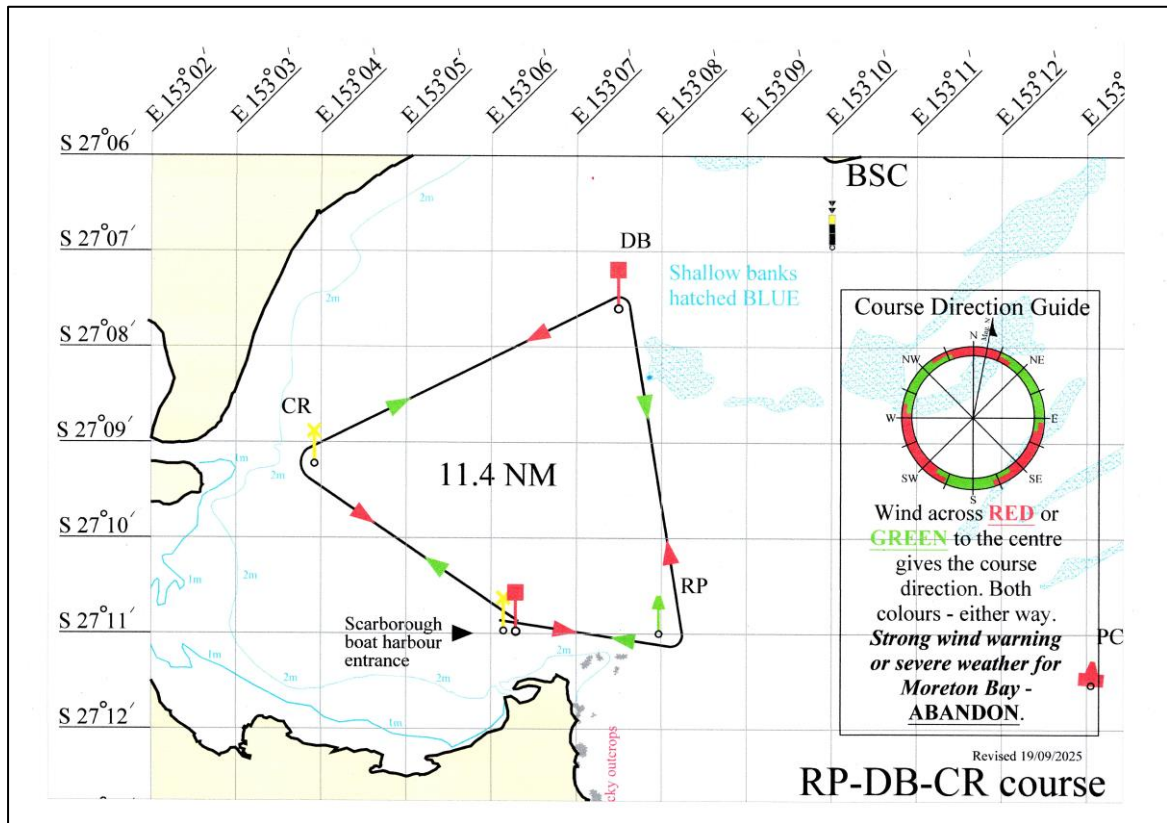 E 153°02′
E 153°03′
E 153°04′
E 153°05′
E 153°06′
E 153°07′
E 153°08′
E 153°09′
E 153°10′
E 153°11′
E 153°12′
E 153°
S 27°06′
BSC
2m
S 27°07′
DB
Shallow banks
hatched BLUE
2m
Course Direction Guide
S 27°08′
N
Mag. N
NW
NE
CR
S 27°09′
W
E
1m
2m
11.4 NM
SW
SE
S
S 27°10′
Wind across RED or
GREEN to the centre
gives the course
direction. Both
colours - either way.
Strong wind warning
or severe weather for
Moreton Bay -
ABANDON.
1m
2m
RP
S 27°11′
Scarborough
boat harbour
entrance
PC
1m
2m
2m
S 27°12′
1m
cky outcrops
Revised 19/09/2025
RP-DB-CR course